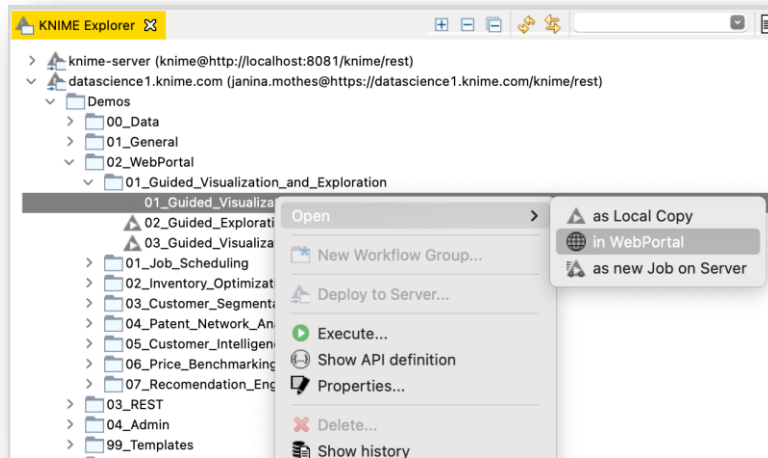 KNIME Explorer
knime-server (knime@http://localhost:8081/knime/rest)
datascience1.knime.com (janina.mothes@https://datascience1.knime.com/knime/rest)
Demos
00_Data
01_General
02_WebPortal
01_Guided_Visualization_and_Exploration
01_Guided_Visualiza
02_Guided_Explorati
03_Guided_Visualiza
01_Job_Scheduling
02_Inventory_Optimizat
03_Customer_Segmenta
04_Patent_Network_An
05_Customer_Intelligen
06_Price_Benchmarking
07_Recomendation_Eng
03_REST
04_Admin
99_Templates
Open
New Workflow Group...
Deploy to Server...
Execute...
Show API definition
Properties...
Delete...
Show history
as Local Copy
in WebPortal
as new Job on Server